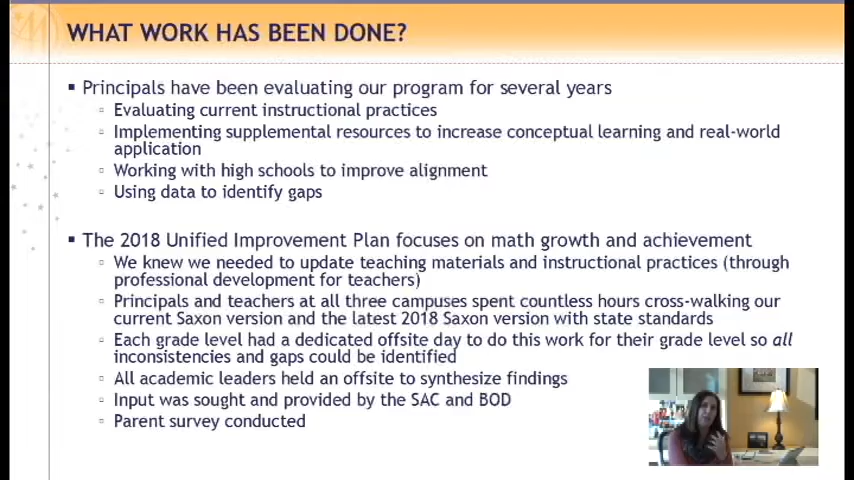 WHAT WORK HAS BEEN DONE?
▪ Principals have been evaluating our program for several years
▫ Evaluating current instructional practices
▫ Implementing supplemental resources to increase conceptual learning and real-world
application
▫ Working with high schools to improve alignment
▫ Using data to identify gaps
▪ The 2018 Unified Improvement Plan focuses on math growth and achievement
▫ We knew we needed to update teaching materials and instructional practices (through
professional development for teachers)
▫ Principals and teachers at all three campuses spent countless hours cross-walking our
current Saxon version and the latest 2018 Saxon version with state standards
▫ Each grade level had a dedicated offsite day to do this work for their grade level so all
inconsistencies and gaps could be identified
▫ All academic leaders held an offsite to synthesize findings
▫ Input was sought and provided by the SAC and BOD
▫ Parent survey conducted